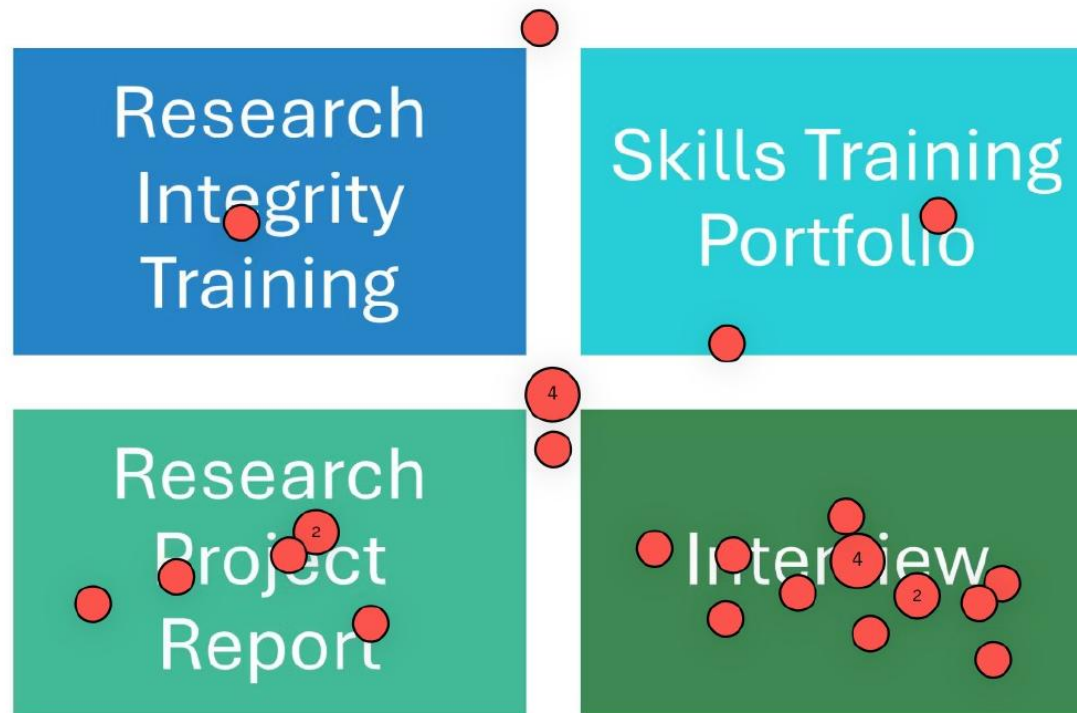 Research
Integrity
Training
Skills Training
Portfolio
4
Research
Project
Report
2
Interview
4
2